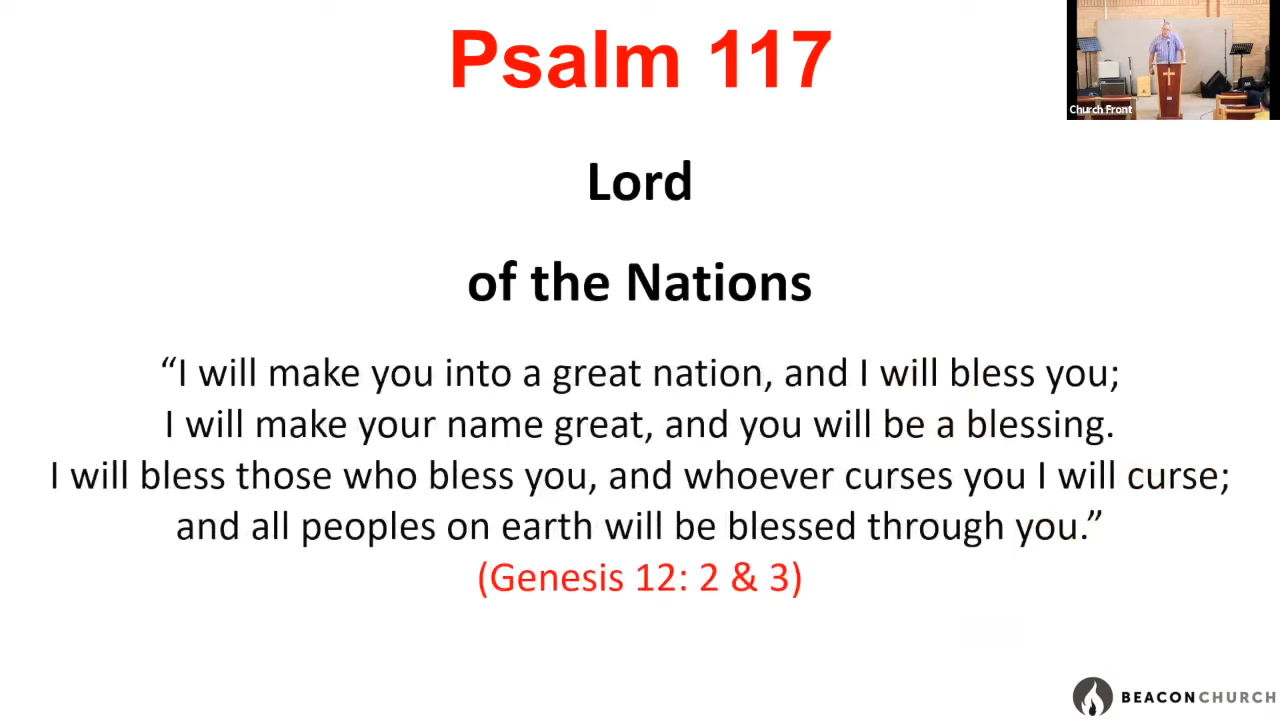 Psalm 117
Church Front
Lord
of the Nations
“I will make you into a great nation, and I will bless you;
I will make your name great, and you will be a blessing.
I will bless those who bless you, and whoever curses you I will curse;
and all peoples on earth will be blessed through you.”
(Genesis 12: 2 & 3)
BEACONCHURCH